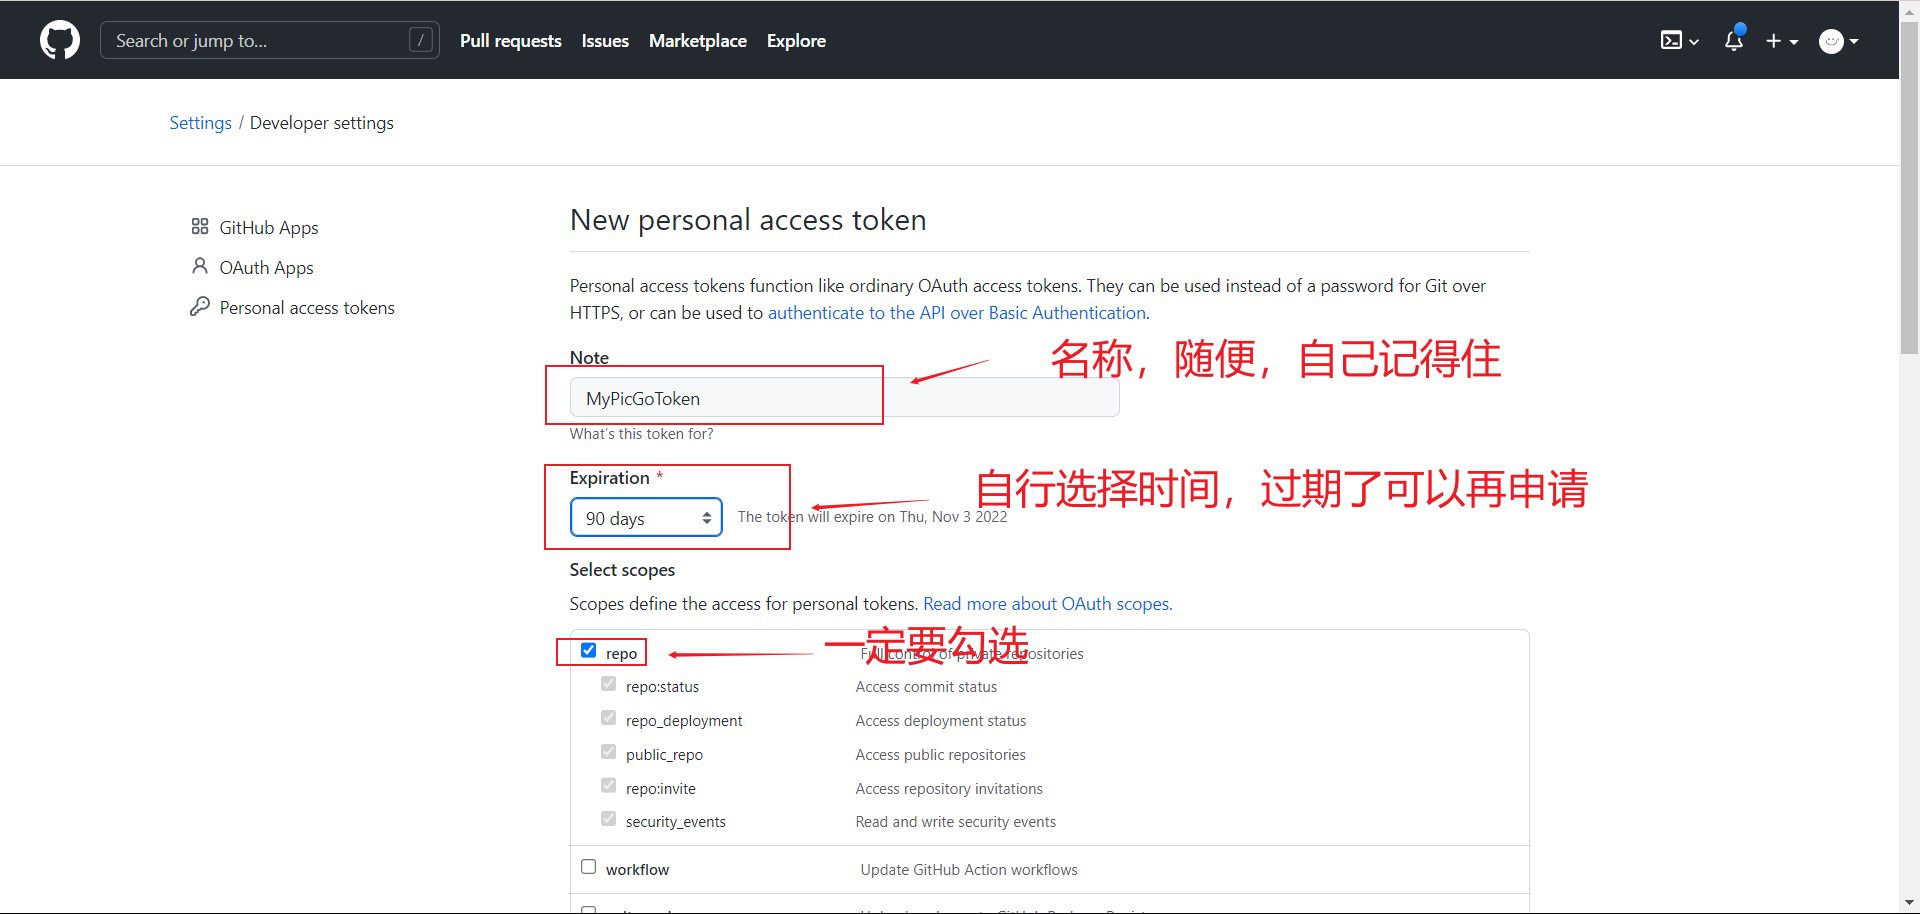 Search or jump to...
/
Pull requests
Issues
Marketplace
Explore
Settings / Developer settings
GitHub Apps
OAuth Apps
Personal access tokens
New personal access token
Personal access tokens function like ordinary OAuth access tokens. They can be used instead of a password for Git over
HTTPS, or can be used to authenticate to the API over Basic Authentication.
Note
名称，随便，自己记得住
MyPicGoToken
What's this token for?
Expiration *
自行选择时间，过期了可以再申请
90 days
The token will expire on Thu, Nov 3 2022
Select scopes
Scopes define the access for personal tokens. Read more about OAuth scopes.
一定要勾选
repo
Full control of private repositories
repo:status
Access commit status
repo_deployment
Access deployment status
public_repo
Access public repositories
repo:invite
Access repository invitations
security_events
Read and write security events
workflow
Update GitHub Action workflows